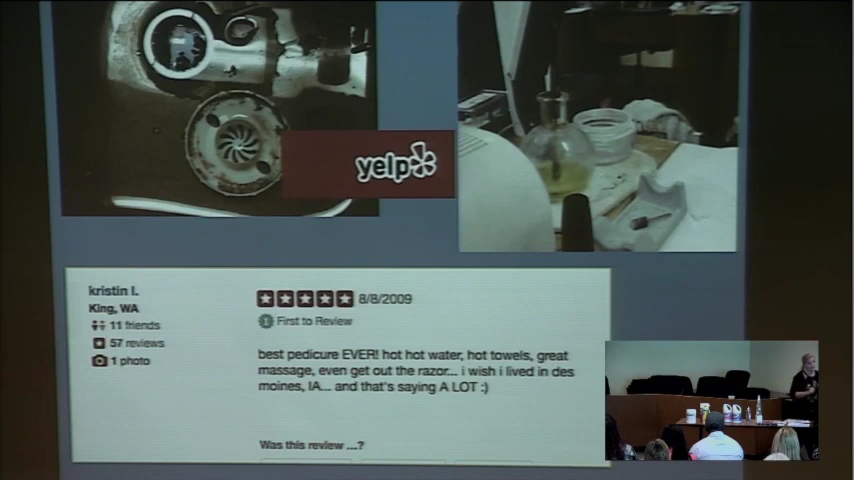 yelp
kristin l.
King, WA
11 friends
57 reviews
1 photo
8/8/2009
First to Review
best pedicure EVER! hot hot water, hot towels, great
massage, even get out the razor... i wish i lived in des
moines, IA... and that's saying A LOT :)
Was this review ...?